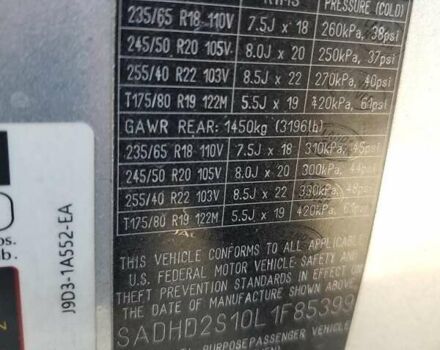 PRESSURE (COLD)
235/65 R18 110V 7.5J x 18 260kPa, 38psi
245/50 R20 105V 8.0J x 20 250kPa, 37psi
255/40 R22 103V 8.5J x 22 270kPa, 40psi
T175/80 R19 122M 5.5J x 19 420kPa, 61psi
GAWR REAR: 1450kg (3196lb)
235/65 R18 110V 7.5J x 18 310kPa, 45psi
245/50 R20 105V 8.0J x 20 300kPa, 44psi
255/40 R22 103V 8.5J x 22 330kPa, 48psi
T175/80 R19 122M 5.5J x 19 420kPa, 61psi
THIS VEHICLE CONFORMS TO ALL APPLICABLE
U.S. FEDERAL MOTOR VEHICLE SAFETY AND
THEFT PREVENTION STANDARDS IN EFFECT ON
THE DATE OF MANUFACTURE SHOWN ABOVE.
SADHD2S10L1F85399
PURPOSE PASSENGER VEHICLE
J9D3-1A552-EA